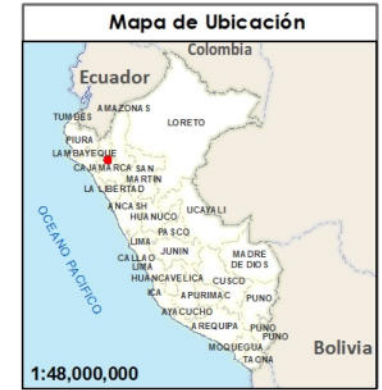 Mapa de Ubicación
Colombia
Ecuador
AMAZONAS
TUMBES
LORETO
PIURA
LAMBAYEQUE
CAJAMARCA
SAN
MARTIN
LA LIBERTAD
ANCASH
HUANUCO
UCAYALI
PASCO
OCEANO PACIFICO
LIMA
JUNIN
CALLAO
LIMA
MADRE
DE DIOS
HUANCAVELICA
CUSCO
ICA
APURIMAC
PUNO
AYACUCHO
AREQUIPA
PUNO
PUNO
MOQUEGUA
Bolivia
TACNA
1:48,000,000